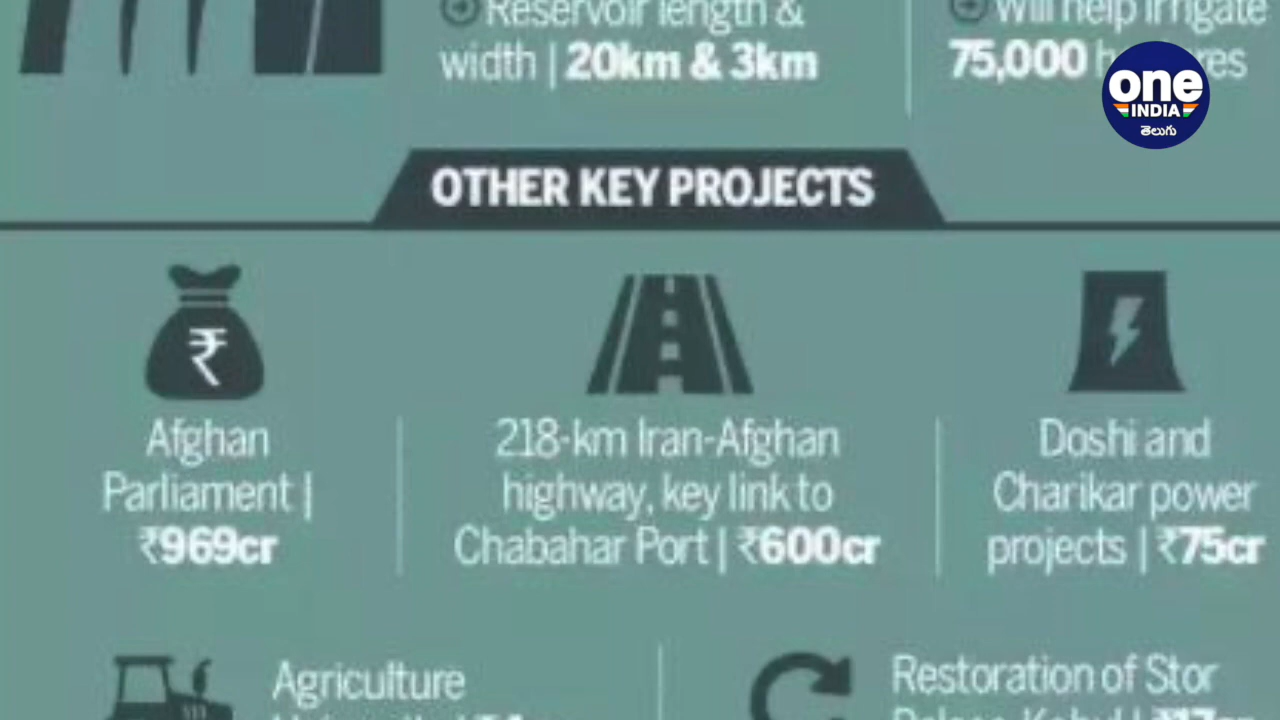 Reservoir length &
width | 20km & 3km
Will help irrigate
75,000
one
INDIA
తెలుగు
OTHER KEY PROJECTS
₹
Afghan
Parliament |
₹969cr
218-km Iran-Afghan
highway, key link to
Chabahar Port | ₹600cr
Doshi and
Charikar power
projects | ₹75cr
Agriculture
Restoration of Stor